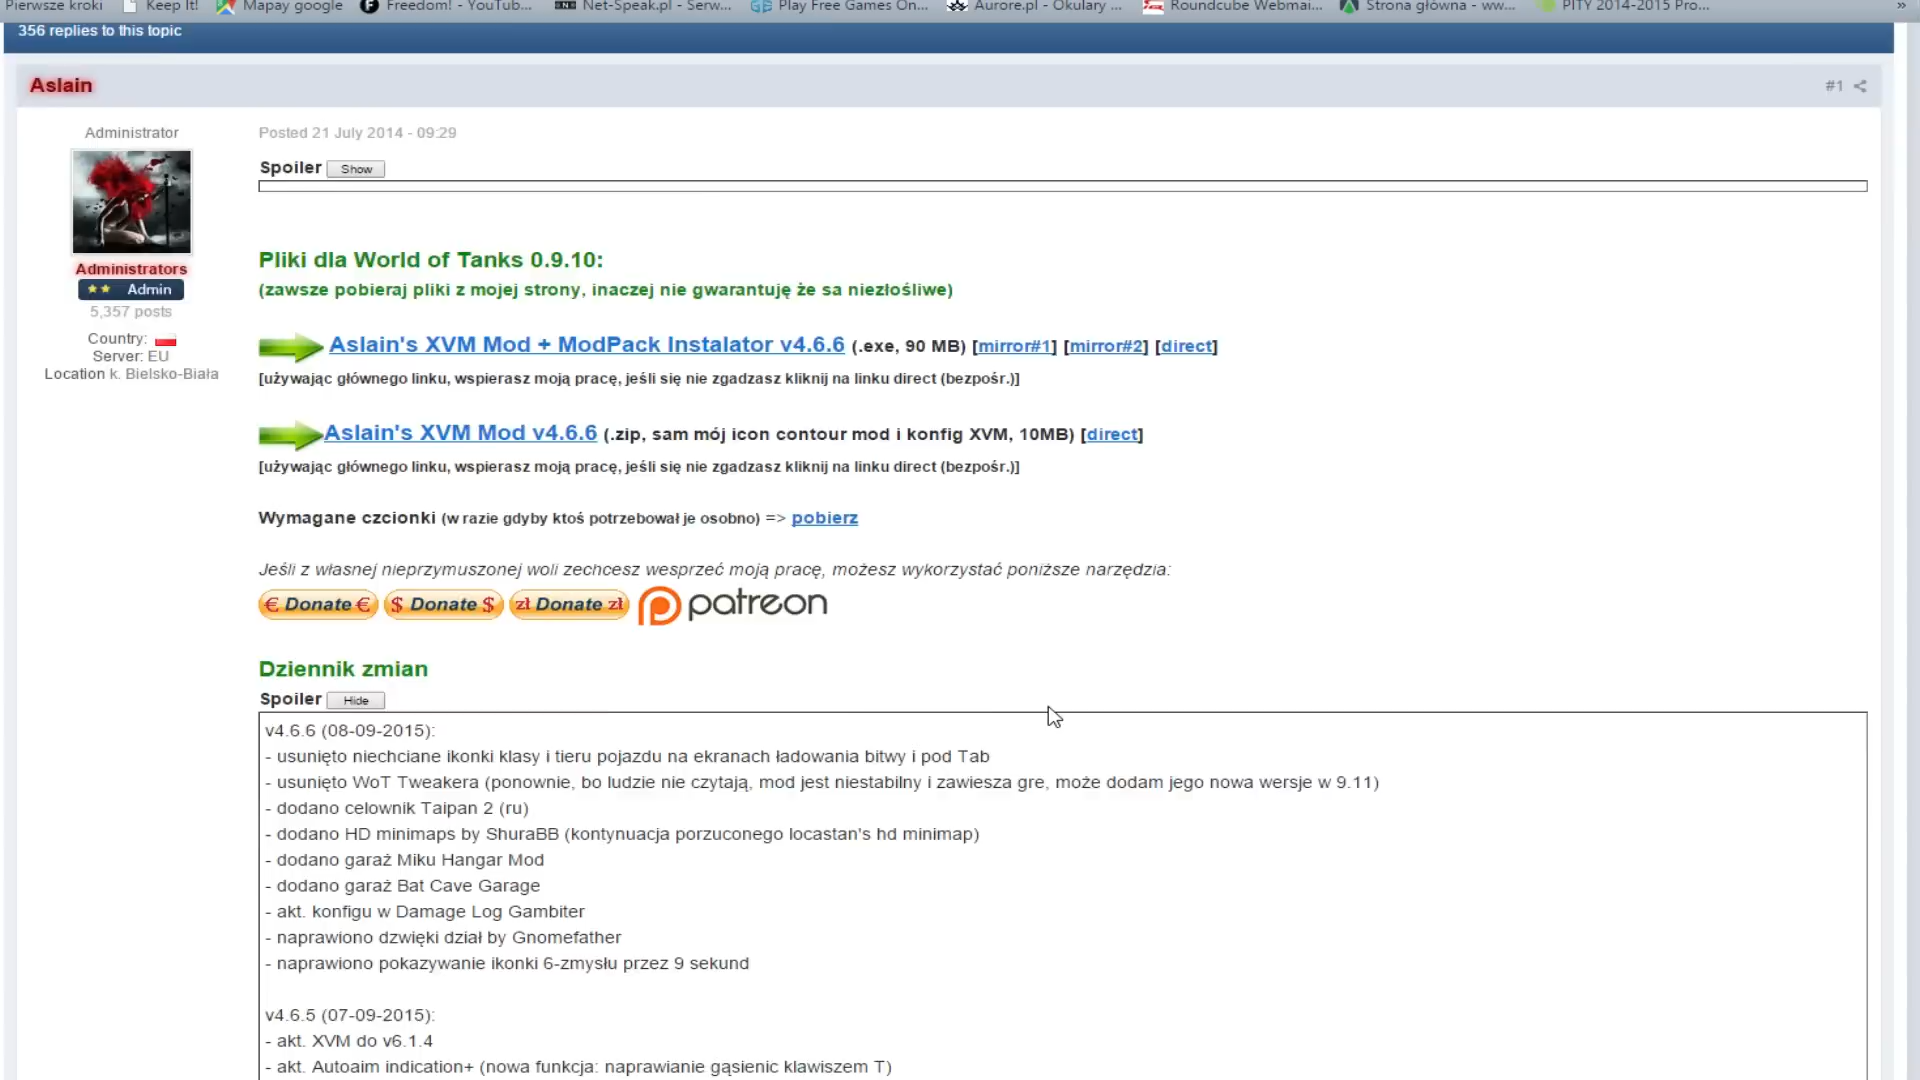 Pierwsze kroki Keep It! Mapay google Freedom! - YouTub... Net-Speak.pl - Serw... Play Free Games On... Aurore.pl - Okulary ... Roundcube Webmai... Strona główna - ww... PITY 2014-2015 Pro... »
356 replies to this topic
Aslain #1
Administrator
Posted 21 July 2014 - 09:29
Spoiler Show
Pliki dla World of Tanks 0.9.10:
(zawsze pobieraj pliki z mojej strony, inaczej nie gwarantuję że sa niezłośliwe)
Administrators
Admin
5,357 posts
Country:
Server: EU
Location k. Bielsko-Biała
Aslain's XVM Mod + ModPack Instalator v4.6.6 (.exe, 90 MB) [mirror#1] [mirror#2] [direct]
[używając głównego linku, wspierasz moją pracę, jeśli się nie zgadzasz kliknij na linku direct (bezpośr.)]
Aslain's XVM Mod v4.6.6 (.zip, sam mój icon contour mod i konfig XVM, 10MB) [direct]
[używając głównego linku, wspierasz moją pracę, jeśli się nie zgadzasz kliknij na linku direct (bezpośr.)]
Wymagane czcionki (w razie gdyby ktoś potrzebował je osobno) => pobierz
Jeśli z własnej nieprzymuszonej woli zechcesz wesprzeć moją pracę, możesz wykorzystać poniższe narzędzia:
€ Donate € $ Donate $ zł Donate zł patreon
Dziennik zmian
Spoiler Hide
v4.6.6 (08-09-2015):
- usunięto niechciane ikonki klasy i tieru pojazdu na ekranach ładowania bitwy i pod Tab
- usunięto WoT Tweakera (ponownie, bo ludzie nie czytają, mod jest niestabilny i zawiesza gre, może dodam jego nowa wersje w 9.11)
- dodano celownik Taipan 2 (ru)
- dodano HD minimaps by ShuraBB (kontynuacja porzuconego locastan's hd minimap)
- dodano garaż Miku Hangar Mod
- dodano garaż Bat Cave Garage
- akt. konfigu w Damage Log Gambiter
- naprawiono dzwięki dział by Gnomefather
- naprawiono pokazywanie ikonki 6-zmysłu przez 9 sekund
v4.6.5 (07-09-2015):
- akt. XVM do v6.1.4
- akt. Autoaim indication+ (nowa funkcja: naprawianie gąsienic klawiszem T)